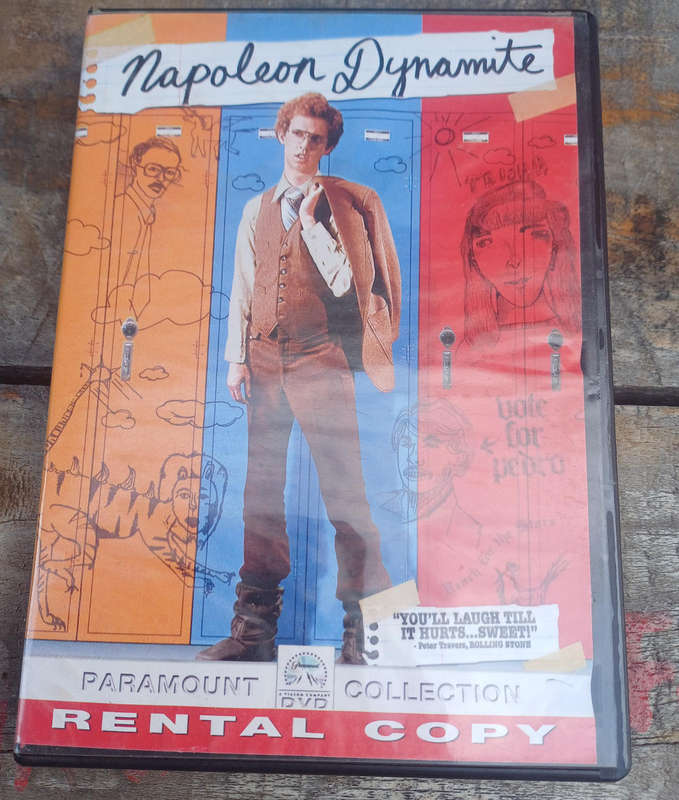 Napoleon Dynamite
vote
for
pedro
"YOU'LL LAUGH TILL
IT HURTS...SWEET!"
- Peter Travers, ROLLING STONE
PARAMOUNT COLLECTION
Paramount
A VIACOM COMPANY
DVD
RENTAL COPY